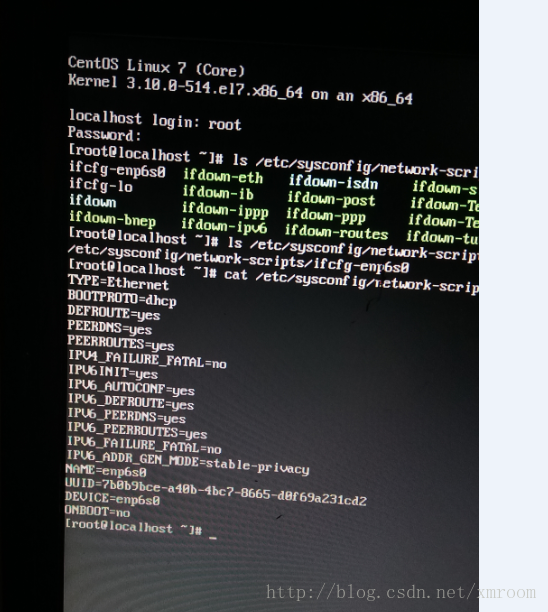 CentOS Linux 7 (Core)
Kernel 3.10.0-514.el7.x86_64 on an x86_64
localhost login: root
Password:
[root@localhost ~]# ls /etc/sysconfig/network-scri
ifcfg-enp6s0 ifdown-eth ifdown-isdn ifdown-s
ifcfg-lo ifdown-ib ifdown-post ifdown-Te
ifdown ifdown-ippp ifdown-ppp ifdown-Te
ifdown-bnep ifdown-ipv6 ifdown-routes ifdown-tu
[root@localhost ~]# ls /etc/sysconfig/network-scrip
/etc/sysconfig/network-scripts/ifcfg-enp6s0
[root@localhost ~]# cat /etc/sysconfig/network-scrip
TYPE=Ethernet
BOOTPROTO=dhcp
DEFROUTE=yes
PEERDNS=yes
PEERROUTES=yes
IPV4_FAILURE_FATAL=no
IPV6INIT=yes
IPV6_AUTOCONF=yes
IPV6_DEFROUTE=yes
IPV6_PEERDNS=yes
IPV6_PEERROUTES=yes
IPV6_FAILURE_FATAL=no
IPV6_ADDR_GEN_MODE=stable-privacy
NAME=enp6s0
UUID=7b0b9bce-a40b-4bc7-8665-d0f69a231cd2
DEVICE=enp6s0
ONBOOT=no
[root@localhost ~]# _
http://blog.csdn.net/xmroom